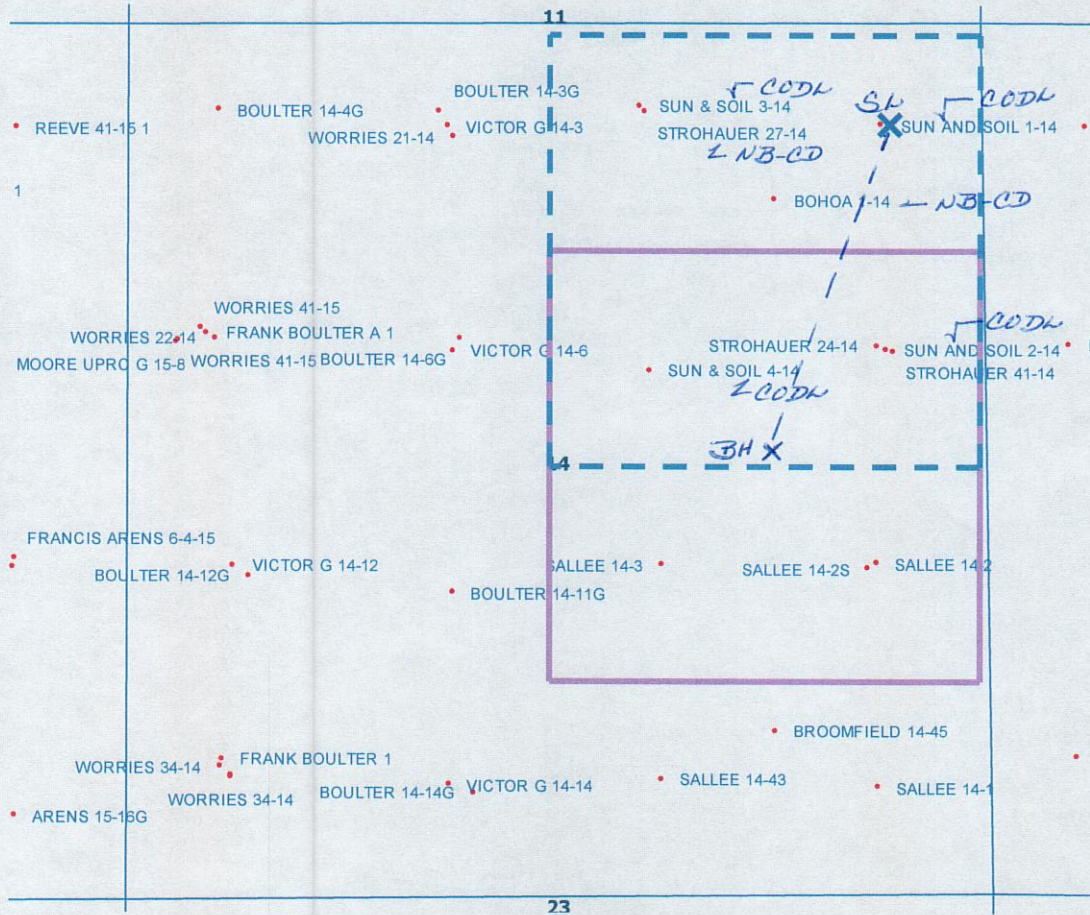 11
BOULTER 14-3G
CODL
BOULTER 14-4G
SUN & SOIL 3-14
SL
CODL
REEVE 41-15 1
VICTOR G 14-3
SUN AND SOIL 1-14
WORRIES 21-14
STROHAUER 27-14
NB-CD
1
BOHOA 1-14
NB-CD
WORRIES 41-15
CODL
WORRIES 22-14
FRANK BOULTER A 1
VICTOR G 14-6
STROHAUER 24-14
SUN AND SOIL 2-14
MOORE UPRC G 15-8
WORRIES 41-15
BOULTER 14-6G
SUN & SOIL 4-14
STROHAUER 41-14
CODL
BH
14
FRANCIS ARENS 6-4-15
BOULTER 14-12G
VICTOR G 14-12
SALLEE 14-3
SALLEE 14-2S
SALLEE 14-2
BOULTER 14-11G
BROOMFIELD 14-45
WORRIES 34-14
FRANK BOULTER 1
WORRIES 34-14
BOULTER 14-14G
VICTOR G 14-14
SALLEE 14-43
SALLEE 14-1
ARENS 15-16G
23